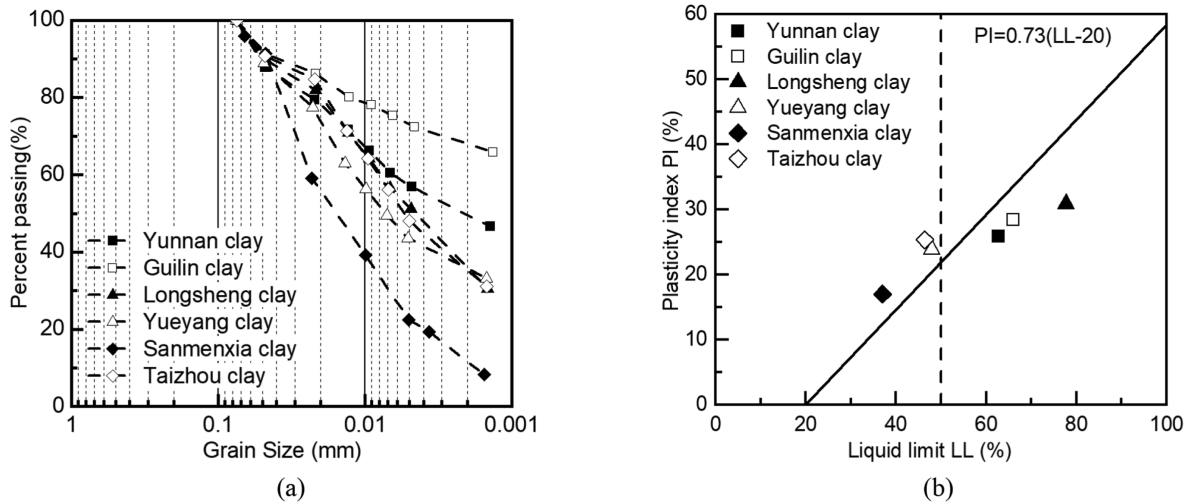 100
80
60
40
20
0
Percent passing(%)
Yunnan clay
Guilin clay
Longsheng clay
Yueyang clay
Sanmenxia clay
Taizhou clay
1 0.1 0.01 0.001
Grain Size (mm)
(a)
60
50
40
30
20
10
0
Plasticity index PI (%)
Yunnan clay
Guilin clay
Longsheng clay
Yueyang clay
Sanmenxia clay
Taizhou clay
PI=0.73(LL-20)
0 20 40 60 80 100
Liquid limit LL (%)
(b)